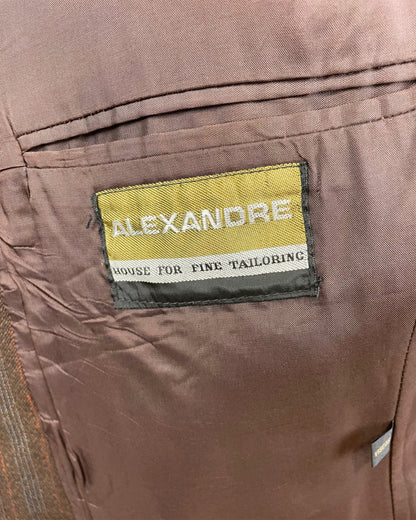 ALEXANDRE
HOUSE FOR FINE TAILORING